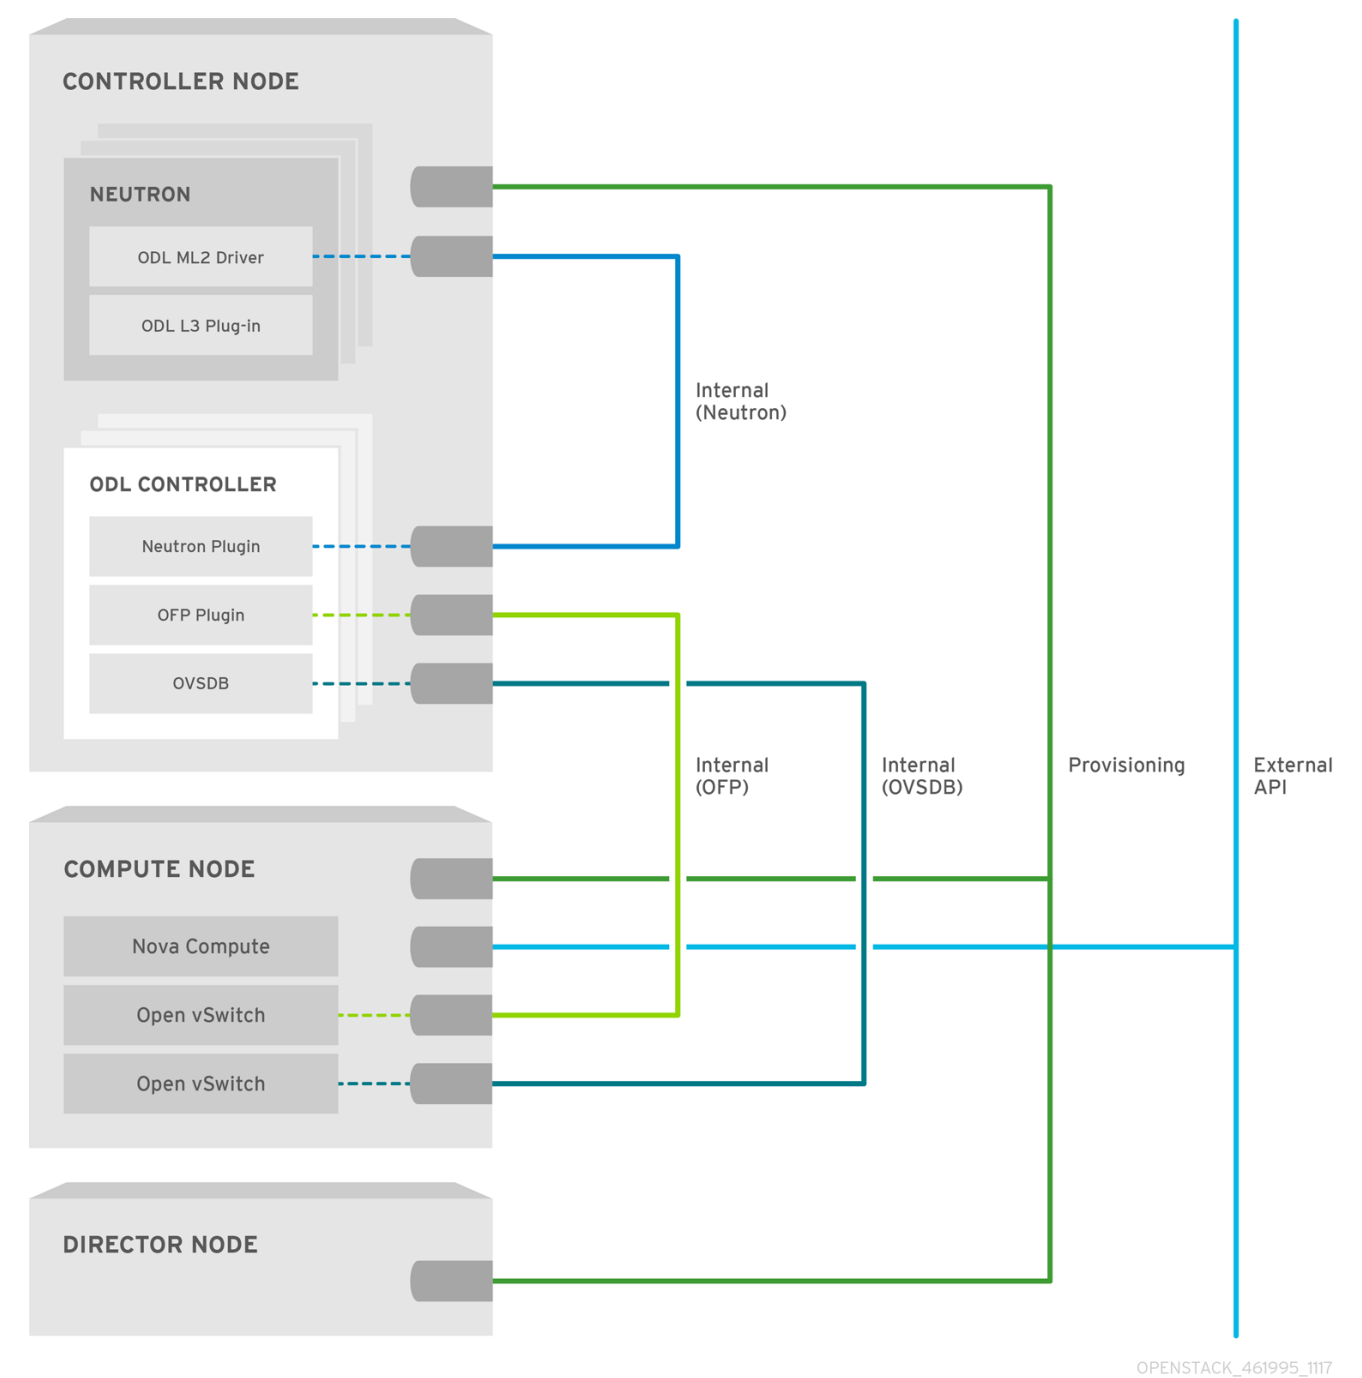 CONTROLLER NODE
NEUTRON
ODL ML2 Driver
ODL L3 Plug-in
Internal
(Neutron)
ODL CONTROLLER
Neutron Plugin
OFP Plugin
OVSDB
Internal
(OFP)
Internal
(OVSDB)
Provisioning
External
API
COMPUTE NODE
Nova Compute
Open vSwitch
Open vSwitch
DIRECTOR NODE
OPENSTACK_461995_1117